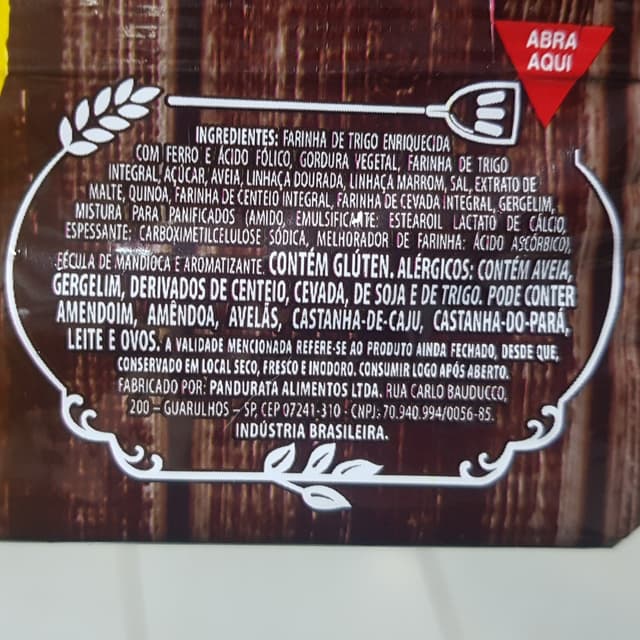 ABRA
AQUI
INGREDIENTES: FARINHA DE TRIGO ENRIQUECIDA
COM FERRO E ÁCIDO FÓLICO, GORDURA VEGETAL, FARINHA DE TRIGO
INTEGRAL, AÇÚCAR, AVEIA, LINHAÇA DOURADA, LINHAÇA MARROM, SAL, EXTRATO DE
MALTE, QUINOA, FARINHA DE CENTEIO INTEGRAL, FARINHA DE CEVADA INTEGRAL, GERGELIM,
MISTURA PARA PANIFICADOS (AMIDO, EMULSIFICANTE: ESTEAROIL LACTATO DE CÁLCIO,
ESPESSANTE: CARBOXIMETILCELULOSE SÓDICA, MELHORADOR DE FARINHA: ÁCIDO ASCÓRBICO),
FÉCULA DE MANDIOCA E AROMATIZANTE. CONTÉM GLÚTEN. ALÉRGICOS: CONTÉM AVEIA,
GERGELIM, DERIVADOS DE CENTEIO, CEVADA, DE SOJA E DE TRIGO. PODE CONTER
AMENDOIM, AMÊNDOA, AVELÃS, CASTANHA-DE-CAJU, CASTANHA-DO-PARÁ,
LEITE E OVOS. A VALIDADE MENCIONADA REFERE-SE AO PRODUTO AINDA FECHADO, DESDE QUE,
CONSERVADO EM LOCAL SECO, FRESCO E INODORO. CONSUMIR LOGO APÓS ABERTO.
FABRICADO POR: PANDURATA ALIMENTOS LTDA. RUA CARLO BAUDUCCO,
200 – GUARULHOS – SP, CEP 07241-310 · CNPJ: 70.940.994/0056-85.
INDÚSTRIA BRASILEIRA.